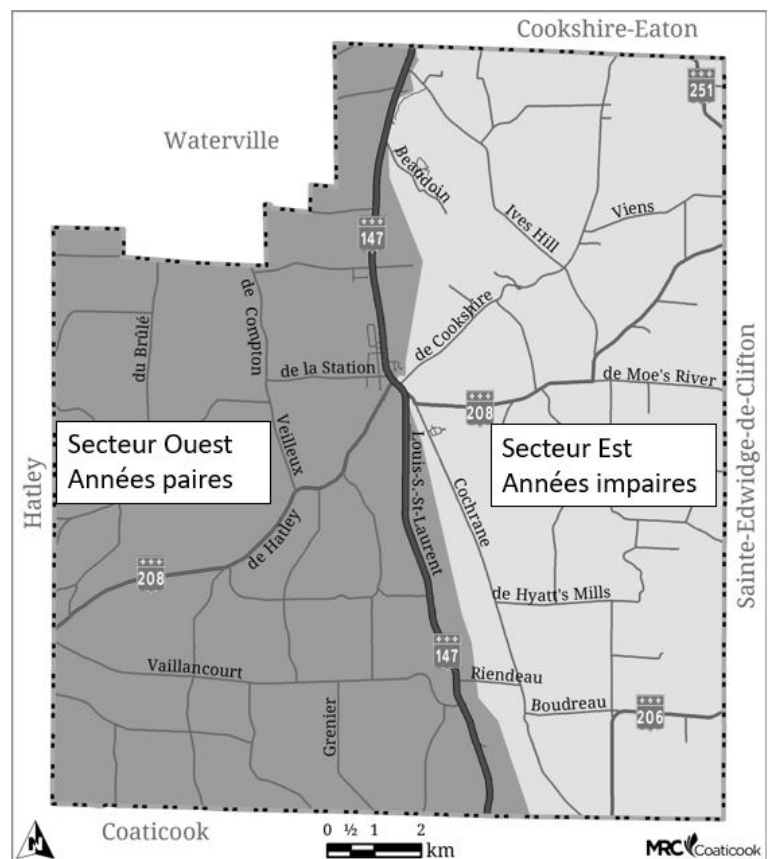 Cookshire-Eaton
Waterville
251
Beaudoin
Ives Hill
Viens
147
du Brûlé
de Compton
de Cookshire
de la Station
de Moe's River
208
Secteur Ouest
Années paires
Secteur Est
Années impaires
Veilleux
Louis-S.-St-Laurent
Cochrane
Hatley
Sainte-Edwidge-de-Clifton
de Hatley
208
de Hyatt's Mills
147
Vaillancourt
Riendeau
Boudreau
206
Grenier
N
Coaticook
0 ½ 1 2
km
MRC Coaticook